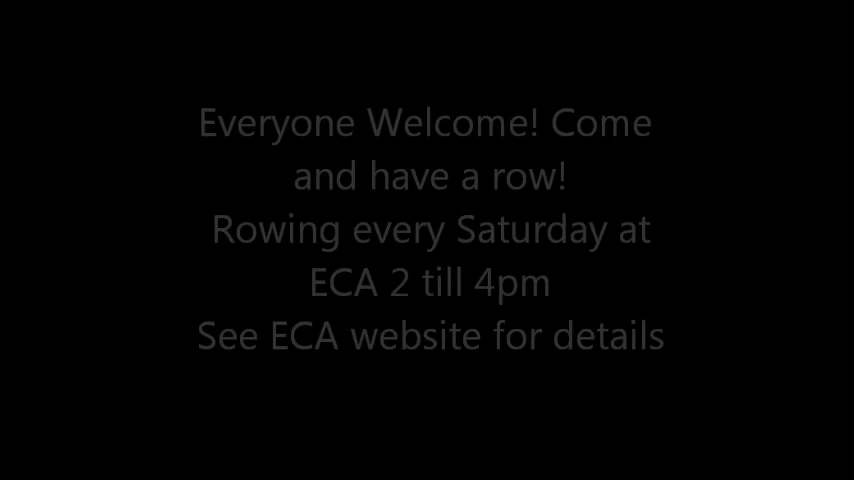 Everyone Welcome! Come
and have a row!
Rowing every Saturday at
ECA 2 till 4pm
See ECA website for details